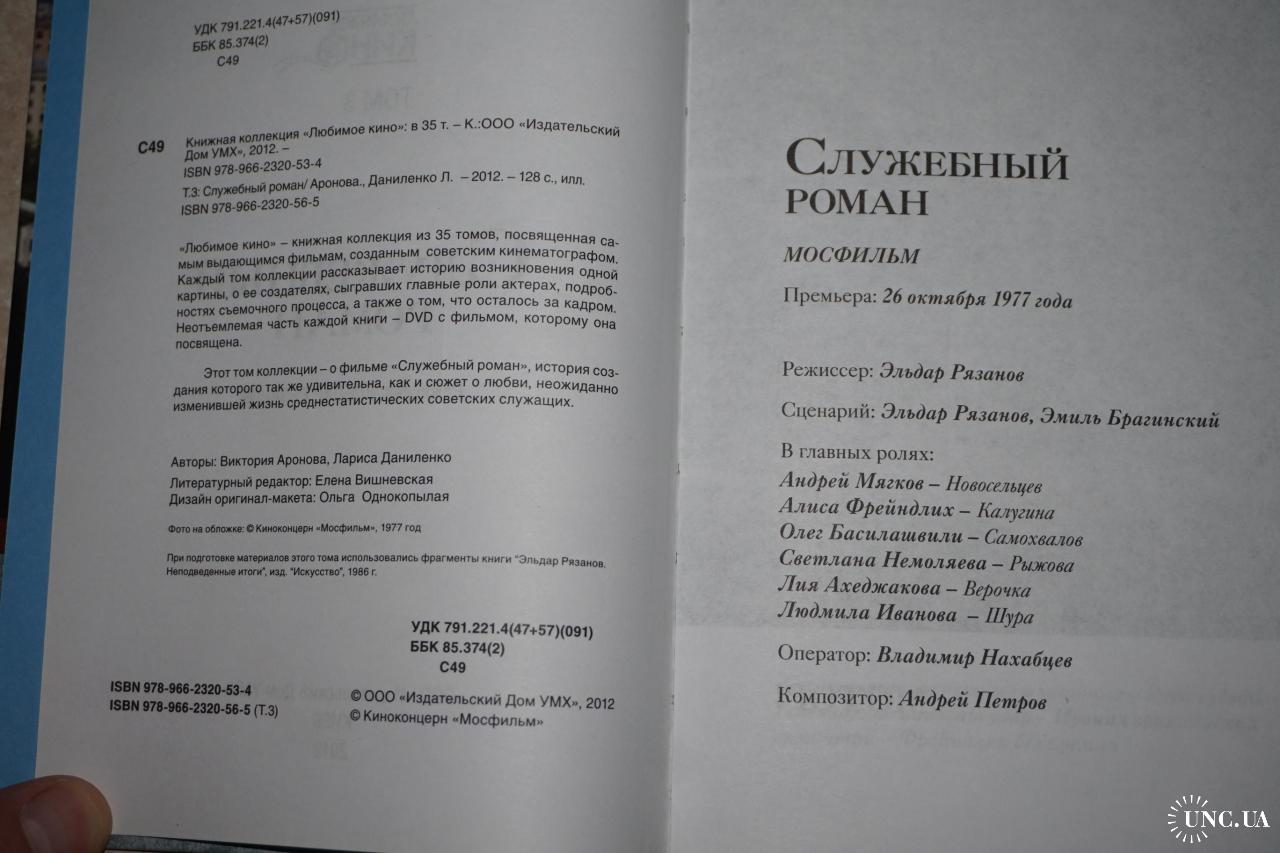 УДК 791.221.4(47+57)(091)
ББК 85.374(2)
С49
С49
Книжная коллекция «Любимое кино»: в 35 т. – К.:ООО «Издательский
Дом УМХ», 2012. –
ISBN 978-966-2320-53-4
Т.3: Служебный роман/ Аронова., Даниленко Л. – 2012. – 128 с., илл.
ISBN 978-966-2320-56-5
«Любимое кино» – книжная коллекция из 35 томов, посвященная са-
мым выдающимся фильмам, созданным советским кинематографом.
Каждый том коллекции рассказывает историю возникновения одной
картины, о ее создателях, сыгравших главные роли актерах, подроб-
ностях съемочного процесса, а также о том, что осталось за кадром.
Неотъемлемая часть каждой книги – DVD с фильмом, которому она
посвящена.
Этот том коллекции – о фильме «Служебный роман», история соз-
дания которого так же удивительна, как и сюжет о любви, неожиданно
изменившей жизнь среднестатистических советских служащих.
Авторы: Виктория Аронова, Лариса Даниленко
Литературный редактор: Елена Вишневская
Дизайн оригинал-макета: Ольга Однокопылая
Фото на обложке: © Киноконцерн «Мосфильм», 1977 год
При подготовке материалов этого тома использовались фрагменты книги "Эльдар Рязанов.
Неподведенные итоги", изд. "Искусство", 1986 г.
УДК 791.221.4(47+57)(091)
ББК 85.374(2)
С49
ISBN 978-966-2320-53-4
ISBN 978-966-2320-56-5 (Т.3)
© ООО «Издательский Дом УМХ», 2012
© Киноконцерн «Мосфильм»
СЛУЖЕБНЫЙ
РОМАН
МОСФИЛЬМ
Премьера: 26 октября 1977 года
Режиссер: Эльдар Рязанов
Сценарий: Эльдар Рязанов, Эмиль Брагинский
В главных ролях:
Андрей Мягков – Новосельцев
Алиса Фрейндлих – Калугина
Олег Басилашвили – Самохвалов
Светлана Немоляева – Рыжова
Лия Ахеджакова – Верочка
Людмила Иванова – Шура
Оператор: Владимир Нахабцев
Композитор: Андрей Петров
UNC.UA